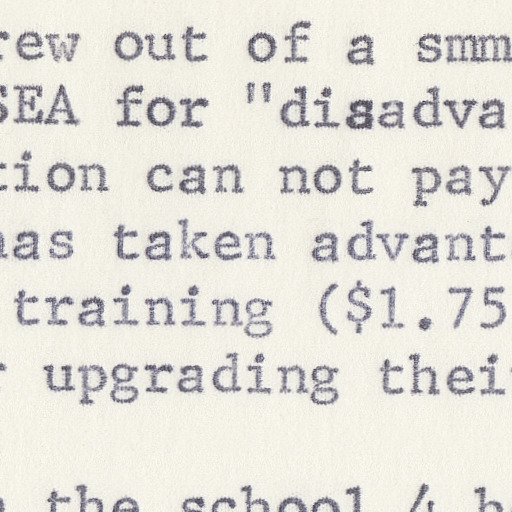 rew out of a smm
SEA for "disadva
tion can not pay
has taken advant
training ($1.75
r upgrading thei
the school 4 h